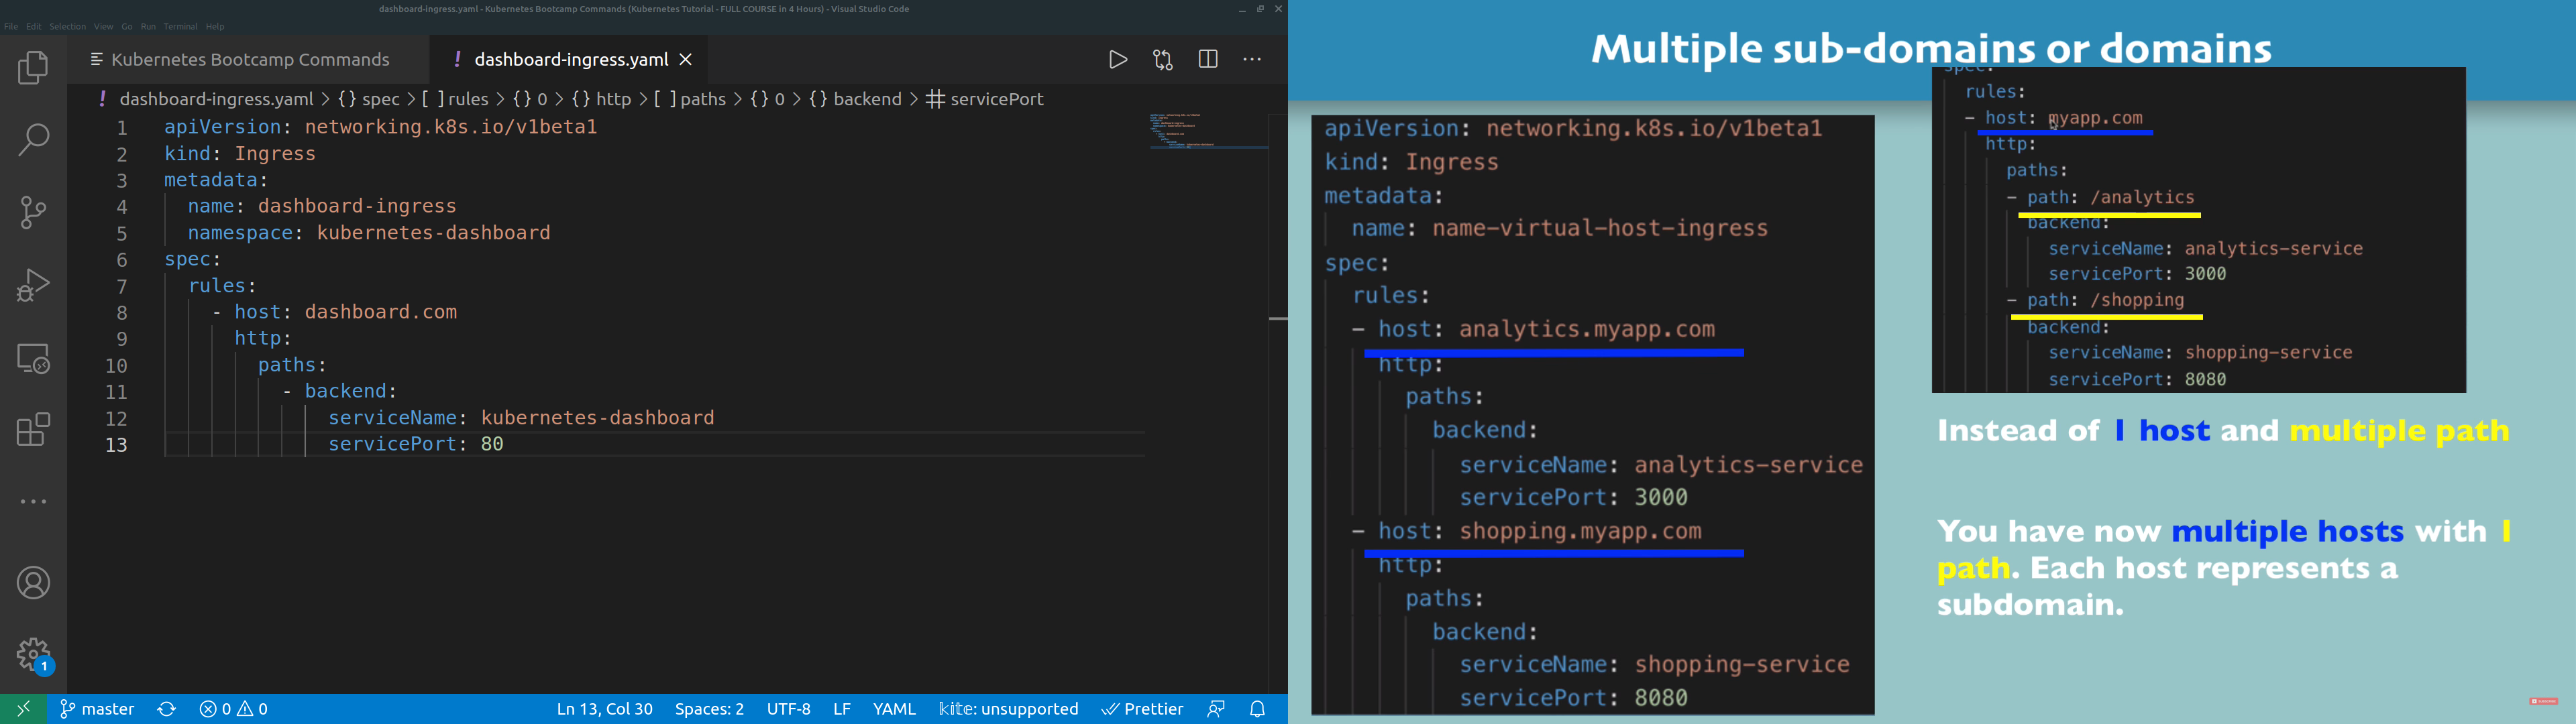 dashboard-ingress.yaml - Kubernetes Bootcamp Commands (Kubernetes Tutorial - FULL COURSE in 4 Hours) - Visual Studio Code
File Edit Selection View Go Run Terminal Help
Kubernetes Bootcamp Commands
! dashboard-ingress.yaml
! dashboard-ingress.yaml > {} spec > [ ] rules > {} 0 > {} http > [ ] paths > {} 0 > {} backend > # servicePort
1 apiVersion: networking.k8s.io/v1beta1
2 kind: Ingress
3 metadata:
4 name: dashboard-ingress
5 namespace: kubernetes-dashboard
6 spec:
7 rules:
8 - host: dashboard.com
9 http:
10 paths:
11 - backend:
12 serviceName: kubernetes-dashboard
13 servicePort: 80
1
master 0 0 Ln 13, Col 30 Spaces: 2 UTF-8 LF YAML kite: unsupported Prettier
Multiple sub-domains or domains
apiVersion: networking.k8s.io/v1beta1
kind: Ingress
metadata:
name: name-virtual-host-ingress
spec:
rules:
- host: analytics.myapp.com
http:
paths:
backend:
serviceName: analytics-service
servicePort: 3000
- host: shopping.myapp.com
http:
paths:
backend:
serviceName: shopping-service
servicePort: 8080
spec:
rules:
- host: myapp.com
http:
paths:
- path: /analytics
backend:
serviceName: analytics-service
servicePort: 3000
- path: /shopping
backend:
serviceName: shopping-service
servicePort: 8080
Instead of 1 host and multiple path
You have now multiple hosts with 1
path. Each host represents a
subdomain.